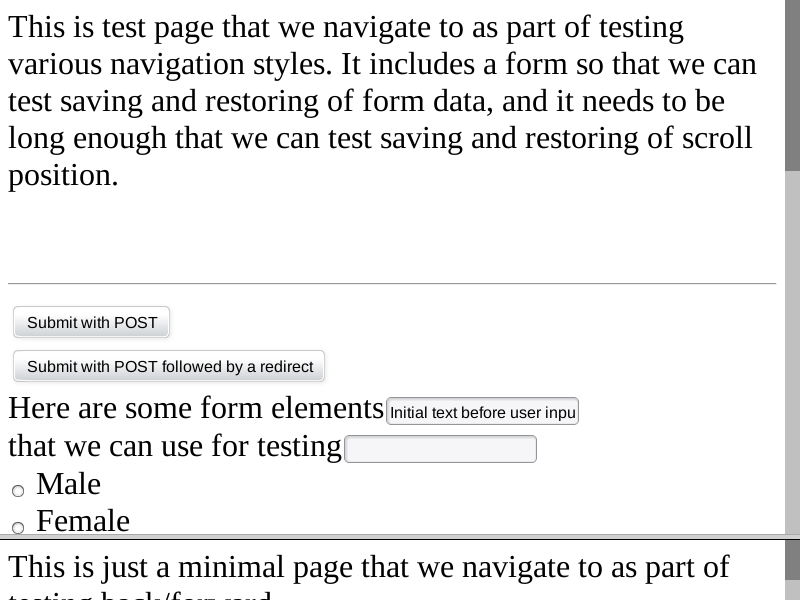 This is test page that we navigate to as part of testing
various navigation styles. It includes a form so that we can
test saving and restoring of form data, and it needs to be
long enough that we can test saving and restoring of scroll
position.
Submit with POST
Submit with POST followed by a redirect
Here are some form elements Initial text before user inpu
that we can use for testing
Male
Female
This is just a minimal page that we navigate to as part of
testing back/forward